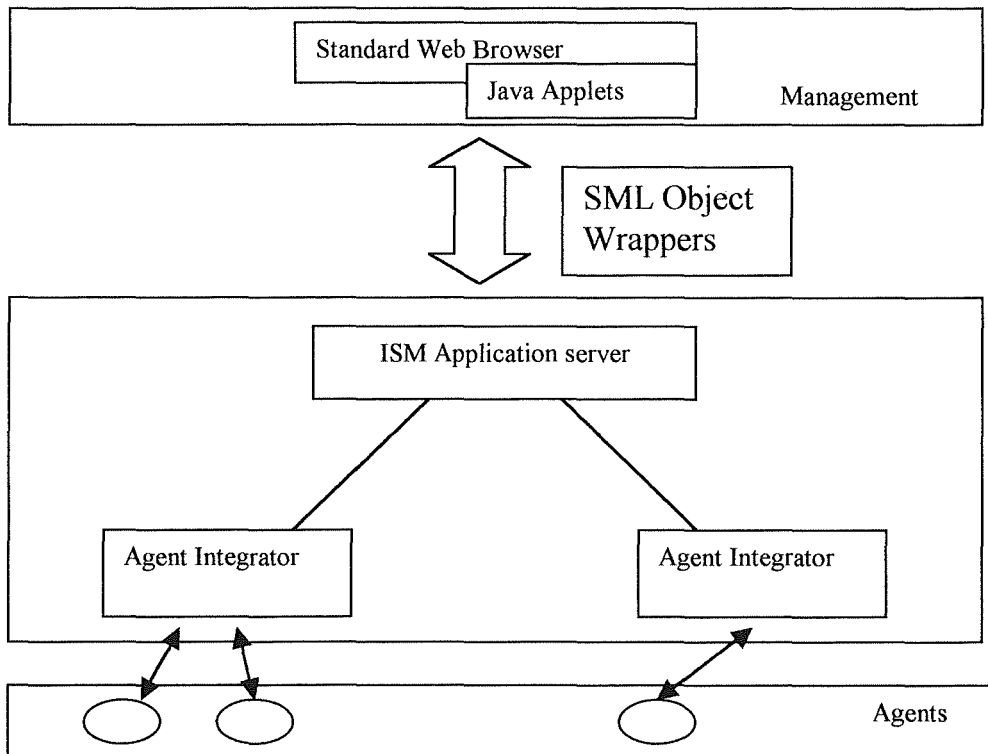 Standard Web Browser
Java Applets
Management
SML Object
Wrappers
ISM Application server
Agent Integrator
Agent Integrator
Agents